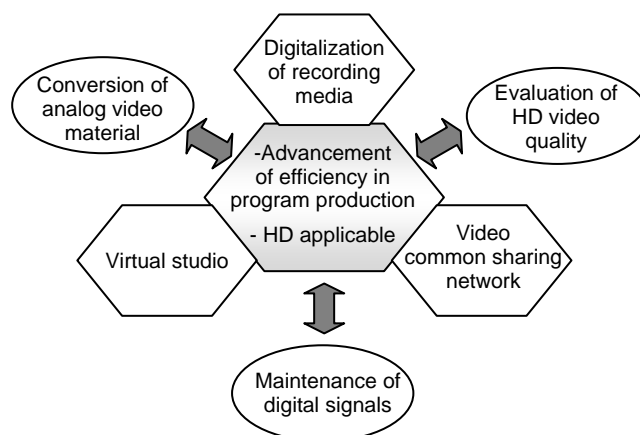 Digitalization
of recording
media
Conversion of
analog video
material
Evaluation of
HD video
quality
-Advancement
of efficiency in
program production
- HD applicable
Virtual studio
Video
common sharing
network
Maintenance of
digital signals